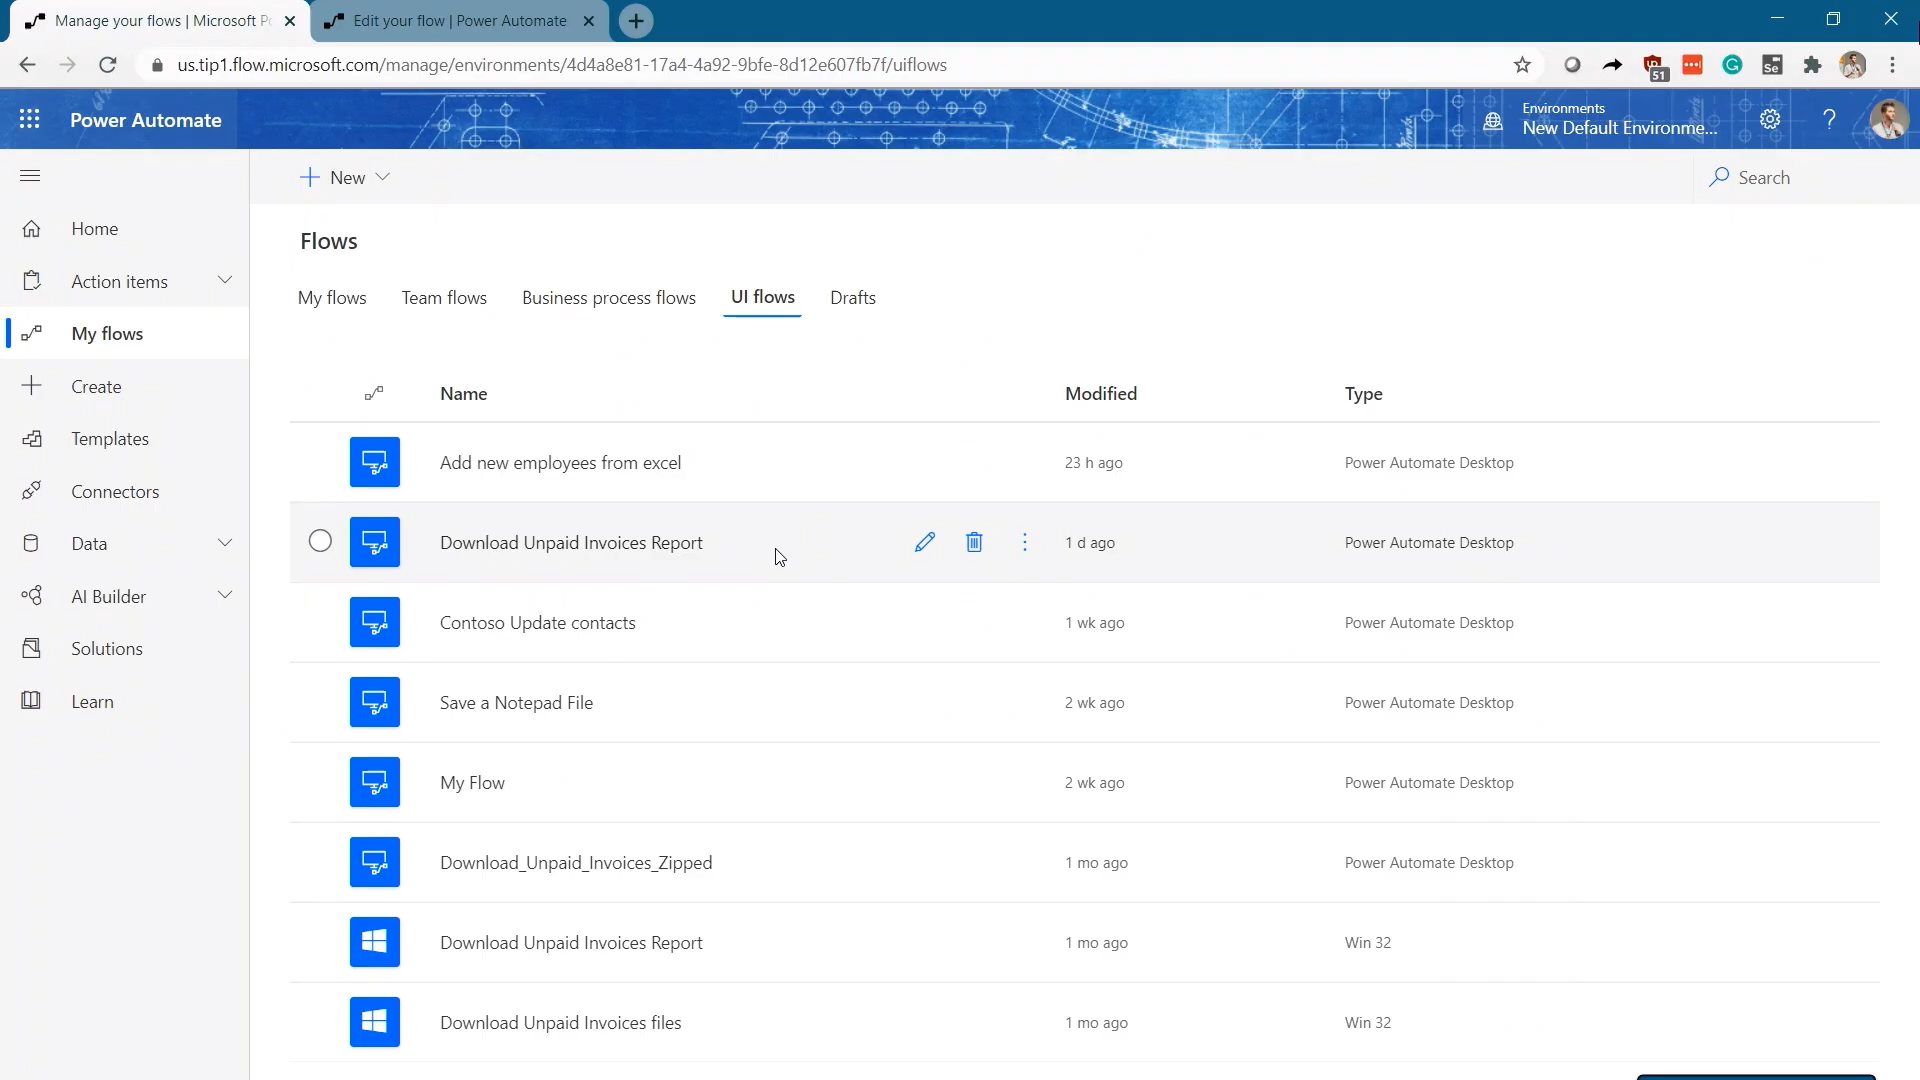 Manage your flows | Microsoft P
Edit your flow | Power Automate
us.tip1.flow.microsoft.com/manage/environments/4d4a8e81-17a4-4a92-9bfe-8d12e607fb7f/uiflows
51
Se
Power Automate
Environments
New Default Environme...
New
Search
Home
Action items
My flows
Create
Templates
Connectors
Data
AI Builder
Solutions
Learn
Flows
My flows Team flows Business process flows UI flows Drafts
Name Modified Type
Add new employees from excel 23 h ago Power Automate Desktop
Download Unpaid Invoices Report 1 d ago Power Automate Desktop
Contoso Update contacts 1 wk ago Power Automate Desktop
Save a Notepad File 2 wk ago Power Automate Desktop
My Flow 2 wk ago Power Automate Desktop
Download_Unpaid_Invoices_Zipped 1 mo ago Power Automate Desktop
Download Unpaid Invoices Report 1 mo ago Win 32
Download Unpaid Invoices files 1 mo ago Win 32